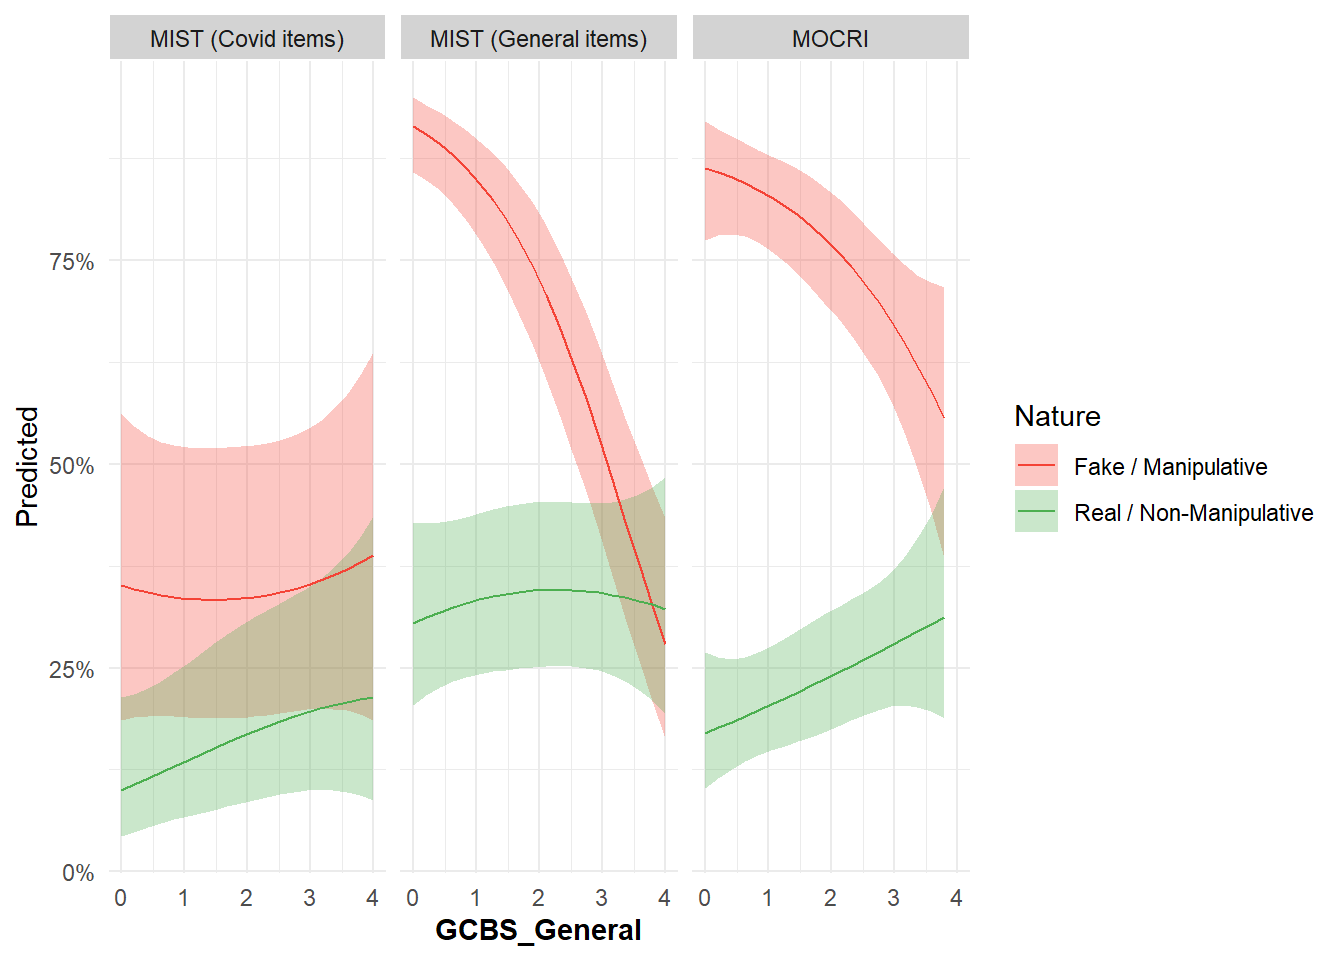 MIST (Covid items) MIST (General items) MOCRI
75%
50%
25%
0%
Predicted
0 1 2 3 4 0 1 2 3 4 0 1 2 3 4
GCBS_General
Nature
Fake / Manipulative
Real / Non-Manipulative